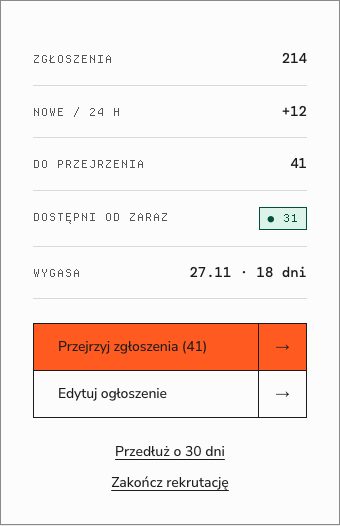 ZGŁOSZENIA 214
NOWE / 24 H +12
DO PRZEJRZENIA 41
DOSTĘPNI OD ZARAZ ● 31
WYGASA 27.11 · 18 dni
Przejrzyj zgłoszenia (41) →
Edytuj ogłoszenie →
Przedłuż o 30 dni
Zakończ rekrutację